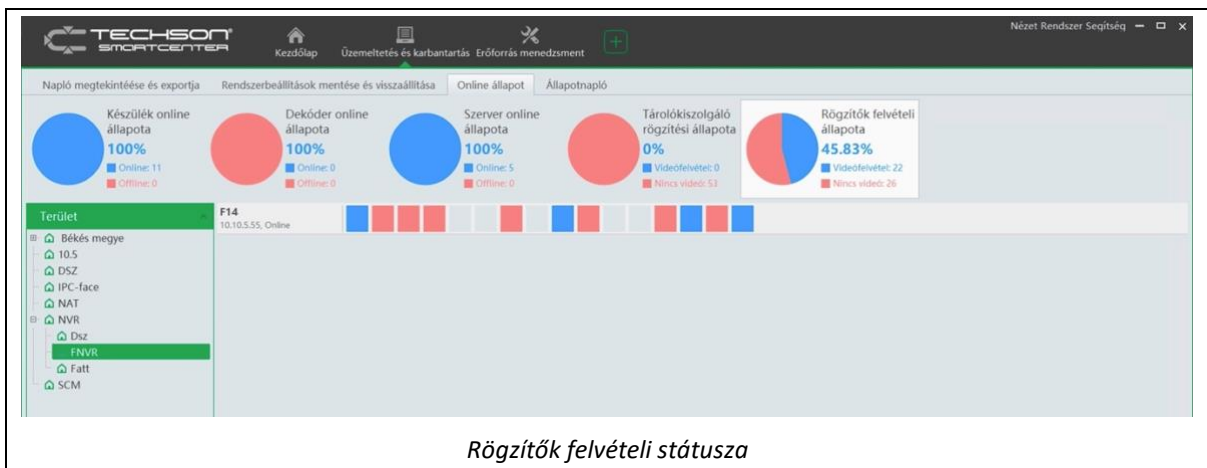 TECHSON
SMARTCENTER
Kezdőlap
Üzemeltetés és karbantartás
Erőforrás menedzsment
Nézet Rendszer Segítség
Napló megtekintéése és exportja
Rendszerbeállítások mentése és visszaállítása
Online állapot
Állapotnapló
Készülék online
állapota
100%
Online: 11
Offline: 0
Dekóder online
állapota
100%
Online: 0
Offline: 0
Szerver online
állapota
100%
Online: 5
Offline: 0
Tárolókiszolgáló
rögzítési állapota
0%
Videófelvétel: 0
Nincs videó: 53
Rögzítők felvételi
állapota
45.83%
Videófelvétel: 22
Nincs videó: 26
Terület
Békés megye
10.5
DSZ
IPC-face
NAT
NVR
Dsz
FNVR
Fatt
SCM
F14
10.10.5.55, Online
Rögzítők felvételi státusza